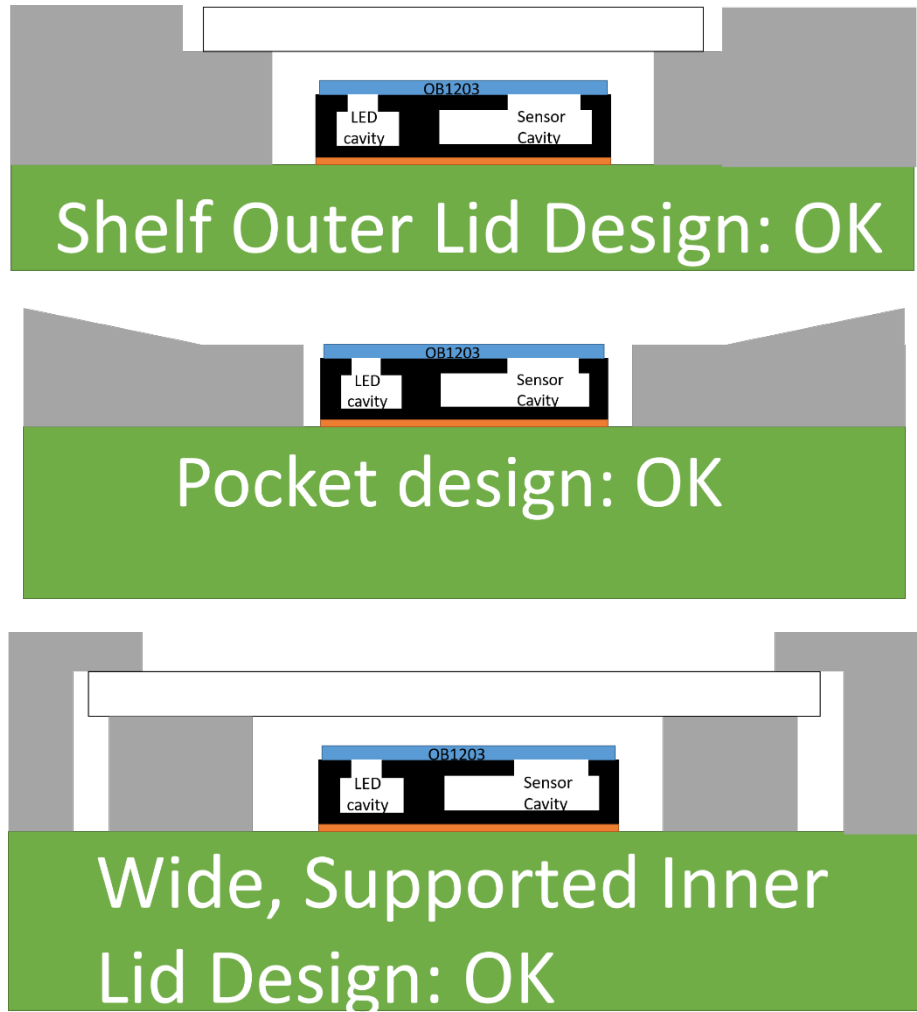 OB1203
LED
cavity
Sensor
Cavity
Shelf Outer Lid Design: OK
OB1203
LED
cavity
Sensor
Cavity
Pocket design: OK
OB1203
LED
cavity
Sensor
Cavity
Wide, Supported Inner
Lid Design: OK